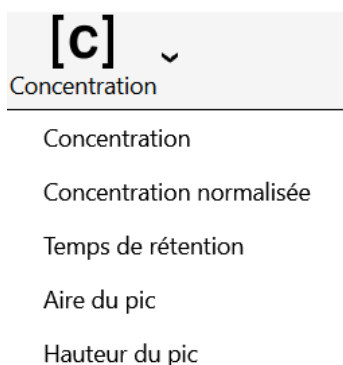 [c]
Concentration
Concentration
Concentration normalisée
Temps de rétention
Aire du pic
Hauteur du pic